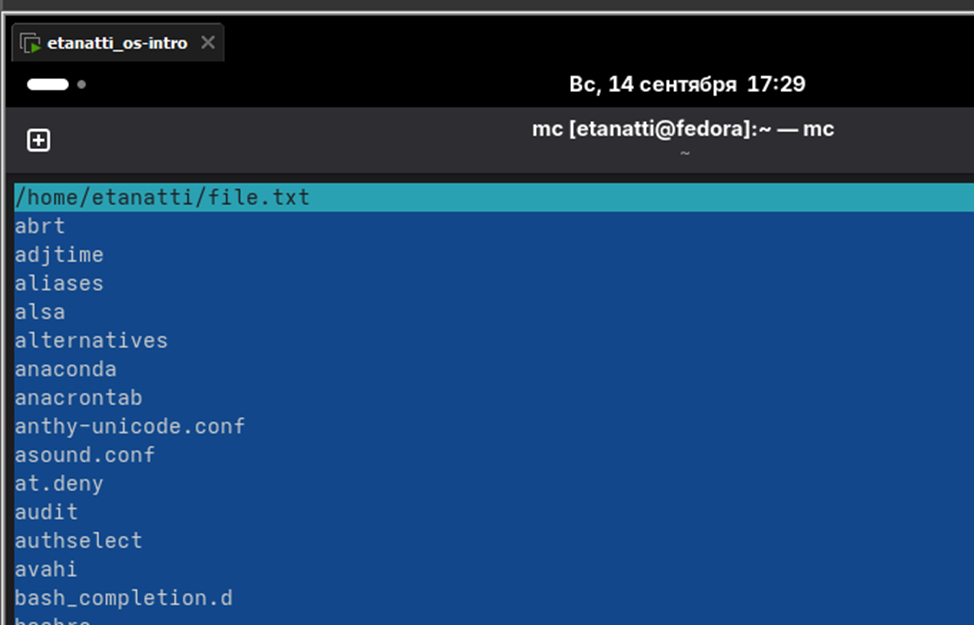 etanatti_os-intro
Вс, 14 сентября 17:29
mc [etanatti@fedora]:~ — mc
~
/home/etanatti/file.txt
abrt
adjtime
aliases
alsa
alternatives
anaconda
anacrontab
anthy-unicode.conf
asound.conf
at.deny
audit
authselect
avahi
bash_completion.d